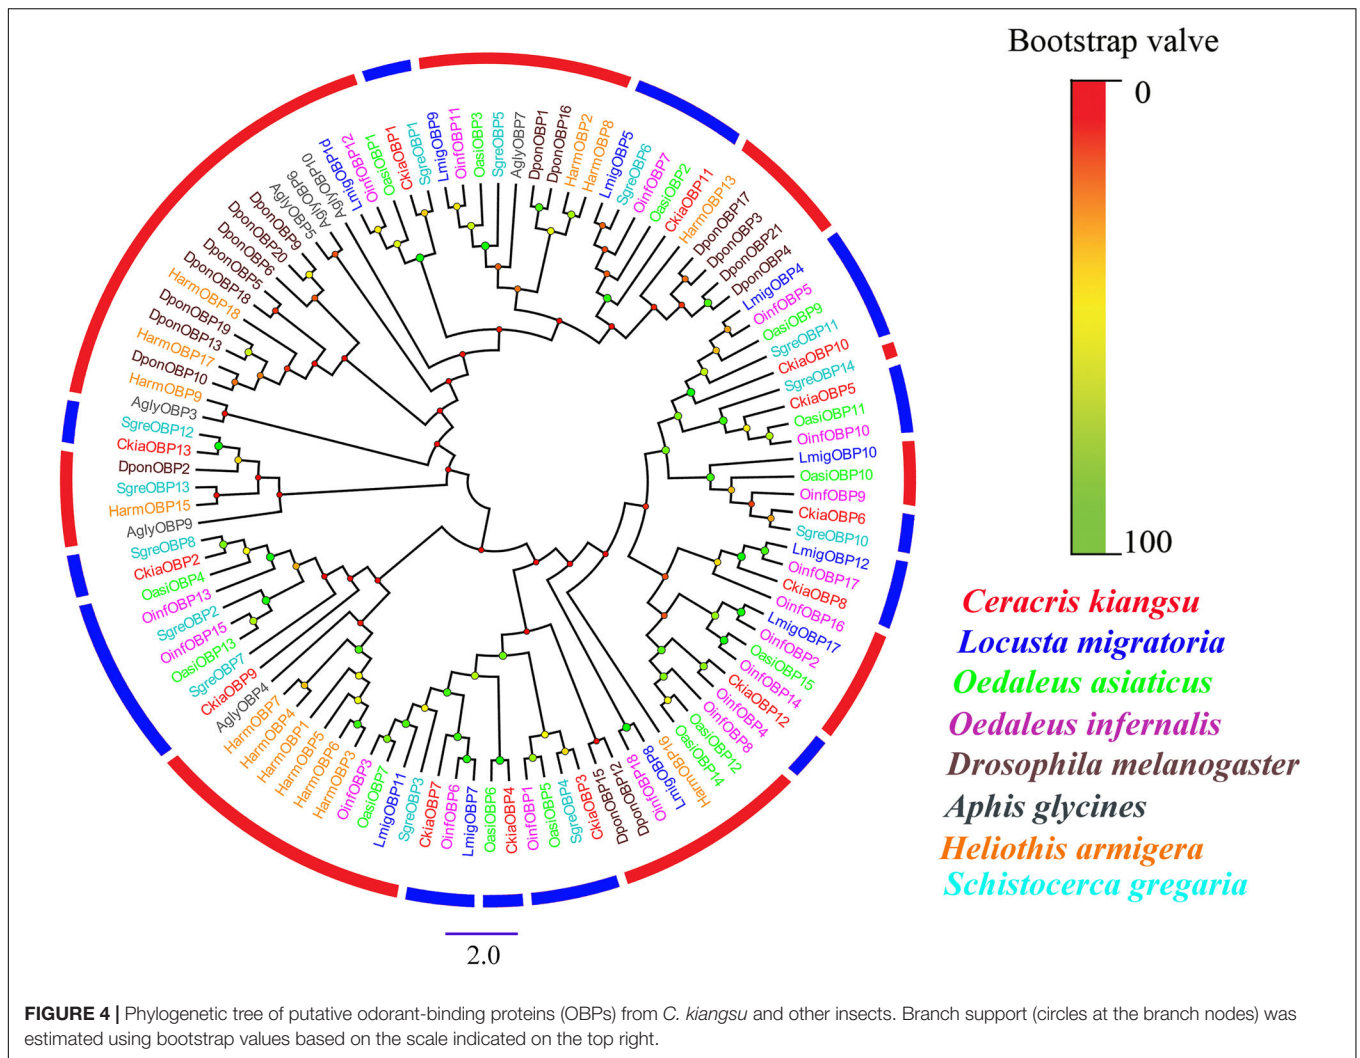 Bootstrap valve
0
100
Ceracris kiangsu
Locusta migratoria
Oedaleus asiaticus
Oedaleus infernalis
Drosophila melanogaster
Aphis glycines
Heliothis armigera
Schistocerca gregaria
LmigOBP1d
OinfOBP12
OasiOBP1
CkiaOBP1
SgreOBP1
LmigOBP9
OinfOBP11
OasiOBP3
SgreOBP5
AglyOBP7
DponOBP1
DponOBP16
HarmOBP2
HarmOBP8
LmigOBP5
SgreOBP6
OinfOBP7
OasiOBP2
CkiaOBP11
HarmOBP13
DponOBP17
DponOBP3
DponOBP21
DponOBP4
LmigOBP4
OinfOBP5
OasiOBP9
SgreOBP11
CkiaOBP10
SgreOBP14
CkiaOBP5
OasiOBP11
OinfOBP10
LmigOBP10
OasiOBP10
OinfOBP9
CkiaOBP6
SgreOBP10
LmigOBP12
OinfOBP17
CkiaOBP8
OinfOBP16
LmigOBP17
OinfOBP2
OasiOBP15
OinfOBP14
CkiaOBP12
OinfOBP4
OinfOBP8
OasiOBP12
OasiOBP14
HarmOBP16
LmigOBP8
OinfOBP18
DponOBP12
DponOBP15
CkiaOBP3
SgreOBP4
OasiOBP5
OinfOBP1
CkiaOBP4
OasiOBP6
LmigOBP7
OinfOBP6
CkiaOBP7
SgreOBP3
LmigOBP11
OasiOBP7
OinfOBP3
HarmOBP3
HarmOBP6
HarmOBP5
HarmOBP1
HarmOBP4
HarmOBP7
AglyOBP4
CkiaOBP9
SgreOBP7
OasiOBP13
OinfOBP15
SgreOBP2
OinfOBP13
OasiOBP4
CkiaOBP2
SgreOBP8
AglyOBP9
HarmOBP15
SgreOBP13
DponOBP2
CkiaOBP13
SgreOBP12
AglyOBP3
HarmOBP9
DponOBP10
HarmOBP17
DponOBP13
DponOBP19
HarmOBP18
DponOBP18
DponOBP5
DponOBP6
DponOBP20
DponOBP9
AglyOBP5
AglyOBP6
AglyOBP10
2.0
FIGURE 4 | Phylogenetic tree of putative odorant-binding proteins (OBPs) from C. kiangsu and other insects. Branch support (circles at the branch nodes) was
estimated using bootstrap values based on the scale indicated on the top right.